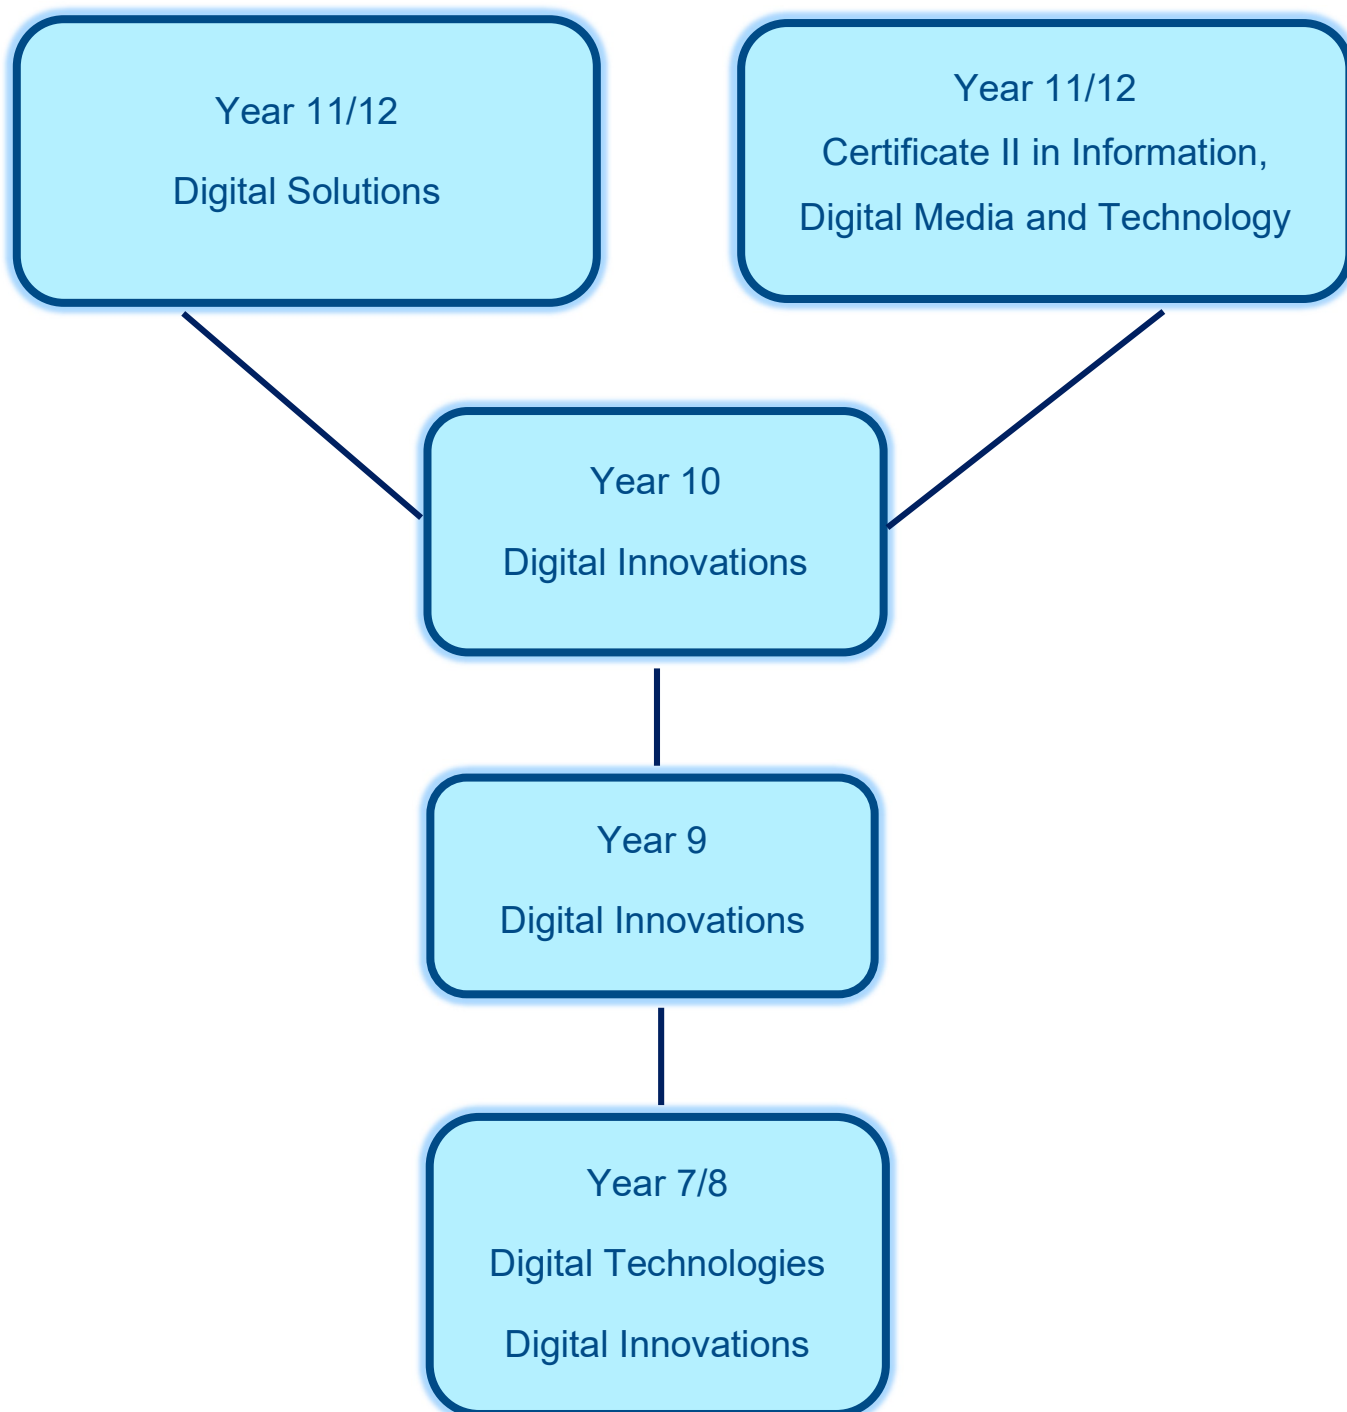 Year 11/12
Digital Solutions
Year 11/12
Certificate II in Information,
Digital Media and Technology
Year 10
Digital Innovations
Year 9
Digital Innovations
Year 7/8
Digital Technologies
Digital Innovations